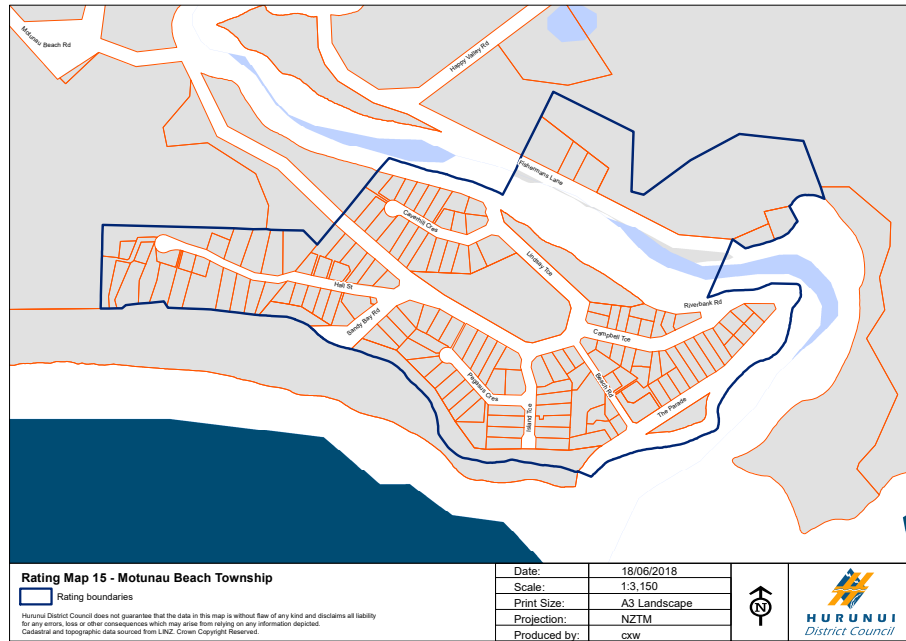 Motunau Beach Rd
Happy Valley Rd
Fishermans Lane
Caverhill Cres
Lindsay Tce
Hall St
Sandy Bay Rd
Riverbank Rd
Campbell Tce
Pegasus Cres
Beach Rd
Island Tce
The Parade
Rating Map 15 - Motunau Beach Township
Rating boundaries
Hurunui District Council does not guarantee that the data in this map is without flaw of any kind and disclaims all liability
for any errors, loss or other consequences which may arise from relying on any information depicted.
Cadastral and topographic data sourced from LINZ. Crown Copyright Reserved.
Date: 18/06/2018
Scale: 1:3,150
Print Size: A3 Landscape
Projection: NZTM
Produced by: cxw
N
HURUNUI
District Council